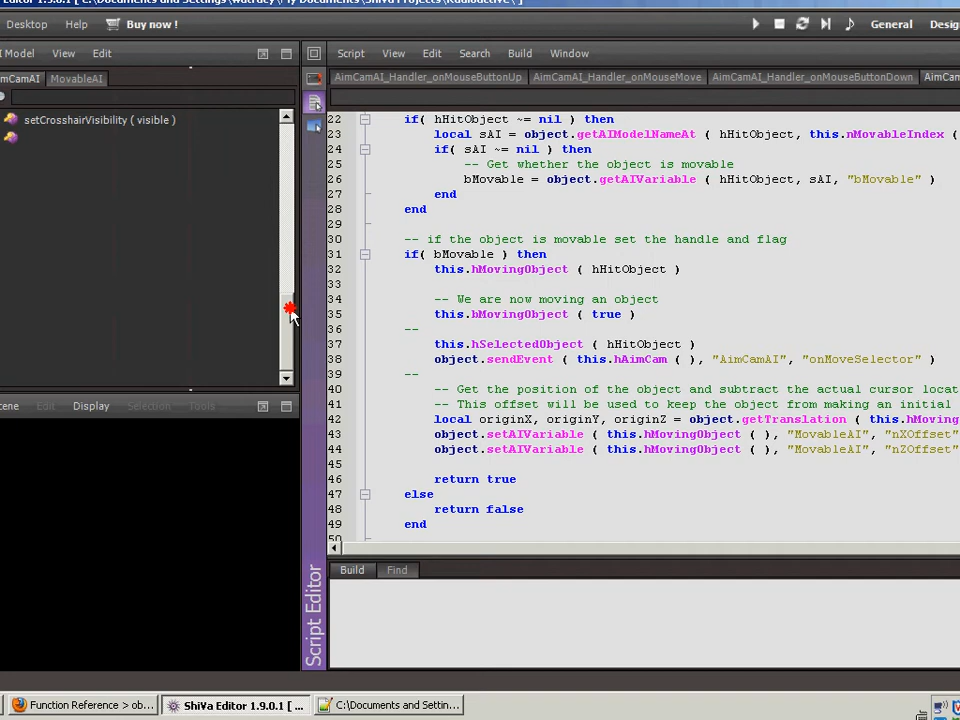 Editor 1.9.0.1 [ C:\Documents and Settings\watracy\My Documents\ShiVa Projects\Radioactive\ ]
Desktop Help Buy now ! General Desig
I Model View Edit
Script View Edit Search Build Window
mCamAI MovableAI
AimCamAI_Handler_onMouseButtonUp AimCamAI_Handler_onMouseMove AimCamAI_Handler_onMouseButtonDown AimCam
setCrosshairVisibility ( visible )
22 if( hHitObject ~= nil ) then
23 local sAI = object.getAIModelNameAt ( hHitObject, this.nMovableIndex (
24 if( sAI ~= nil ) then
25 -- Get whether the object is movable
26 bMovable = object.getAIVariable ( hHitObject, sAI, "bMovable" )
27 end
28 end
29
30 -- if the object is movable set the handle and flag
31 if( bMovable ) then
32 this.hMovingObject ( hHitObject )
33
34 -- We are now moving an object
35 this.bMovingObject ( true )
36 --
37 this.hSelectedObject ( hHitObject )
38 object.sendEvent ( this.hAimCam ( ), "AimCamAI", "onMoveSelector" )
39 --
40 -- Get the position of the object and subtract the actual cursor locat
41 -- This offset will be used to keep the object from making an initial
42 local originX, originY, originZ = object.getTranslation ( this.hMoving
43 object.setAIVariable ( this.hMovingObject ( ), "MovableAI", "nXOffset"
44 object.setAIVariable ( this.hMovingObject ( ), "MovableAI", "nZOffset"
45
46 return true
47 else
48 return false
49 end
50
cene Edit Display Selection Tools
Build Find
Script Editor
Function Reference > ob... ShiVa Editor 1.9.0.1 [ ... C:\Documents and Settin...